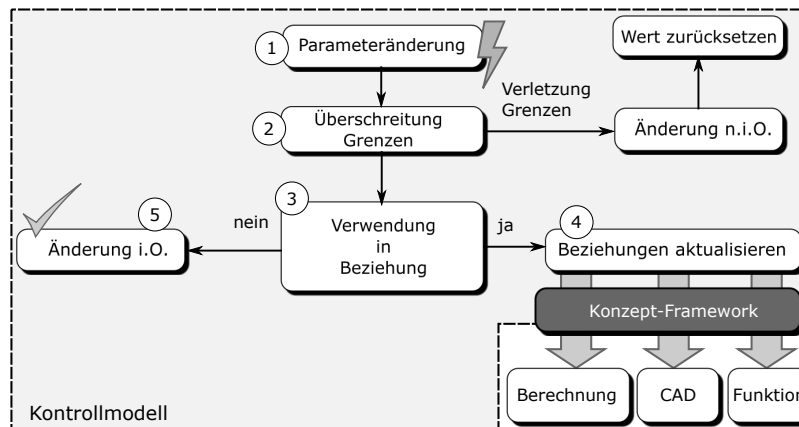 1
Parameteränderung
Wert zurücksetzen
Verletzung
Grenzen
2
Überschreitung
Grenzen
Änderung n.i.O.
3
5
nein
Verwendung
in
Beziehung
ja
4
Änderung i.O.
Beziehungen aktualisieren
Konzept-Framework
Berechnung
CAD
Funktion
Kontrollmodell